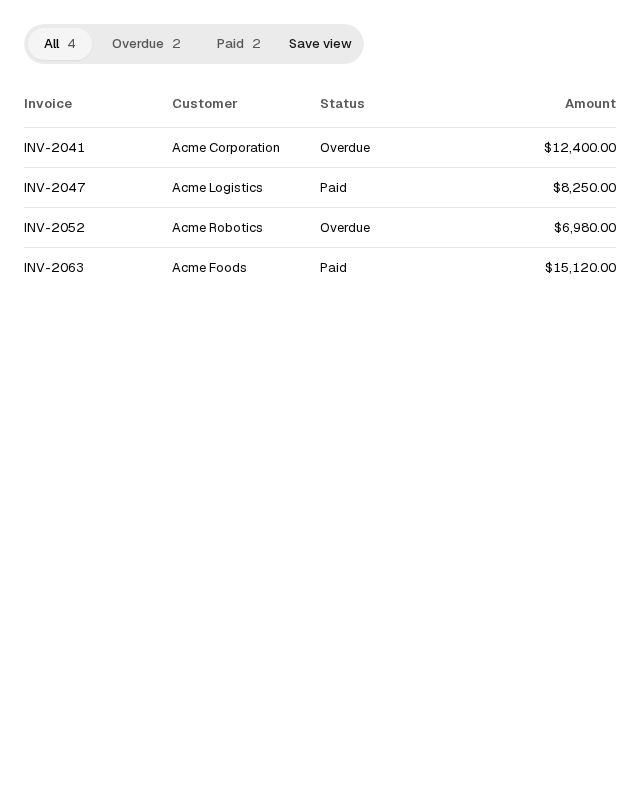 All 4 Overdue 2 Paid 2 Save view
Invoice Customer Status Amount
INV-2041 Acme Corporation Overdue $12,400.00
INV-2047 Acme Logistics Paid $8,250.00
INV-2052 Acme Robotics Overdue $6,980.00
INV-2063 Acme Foods Paid $15,120.00